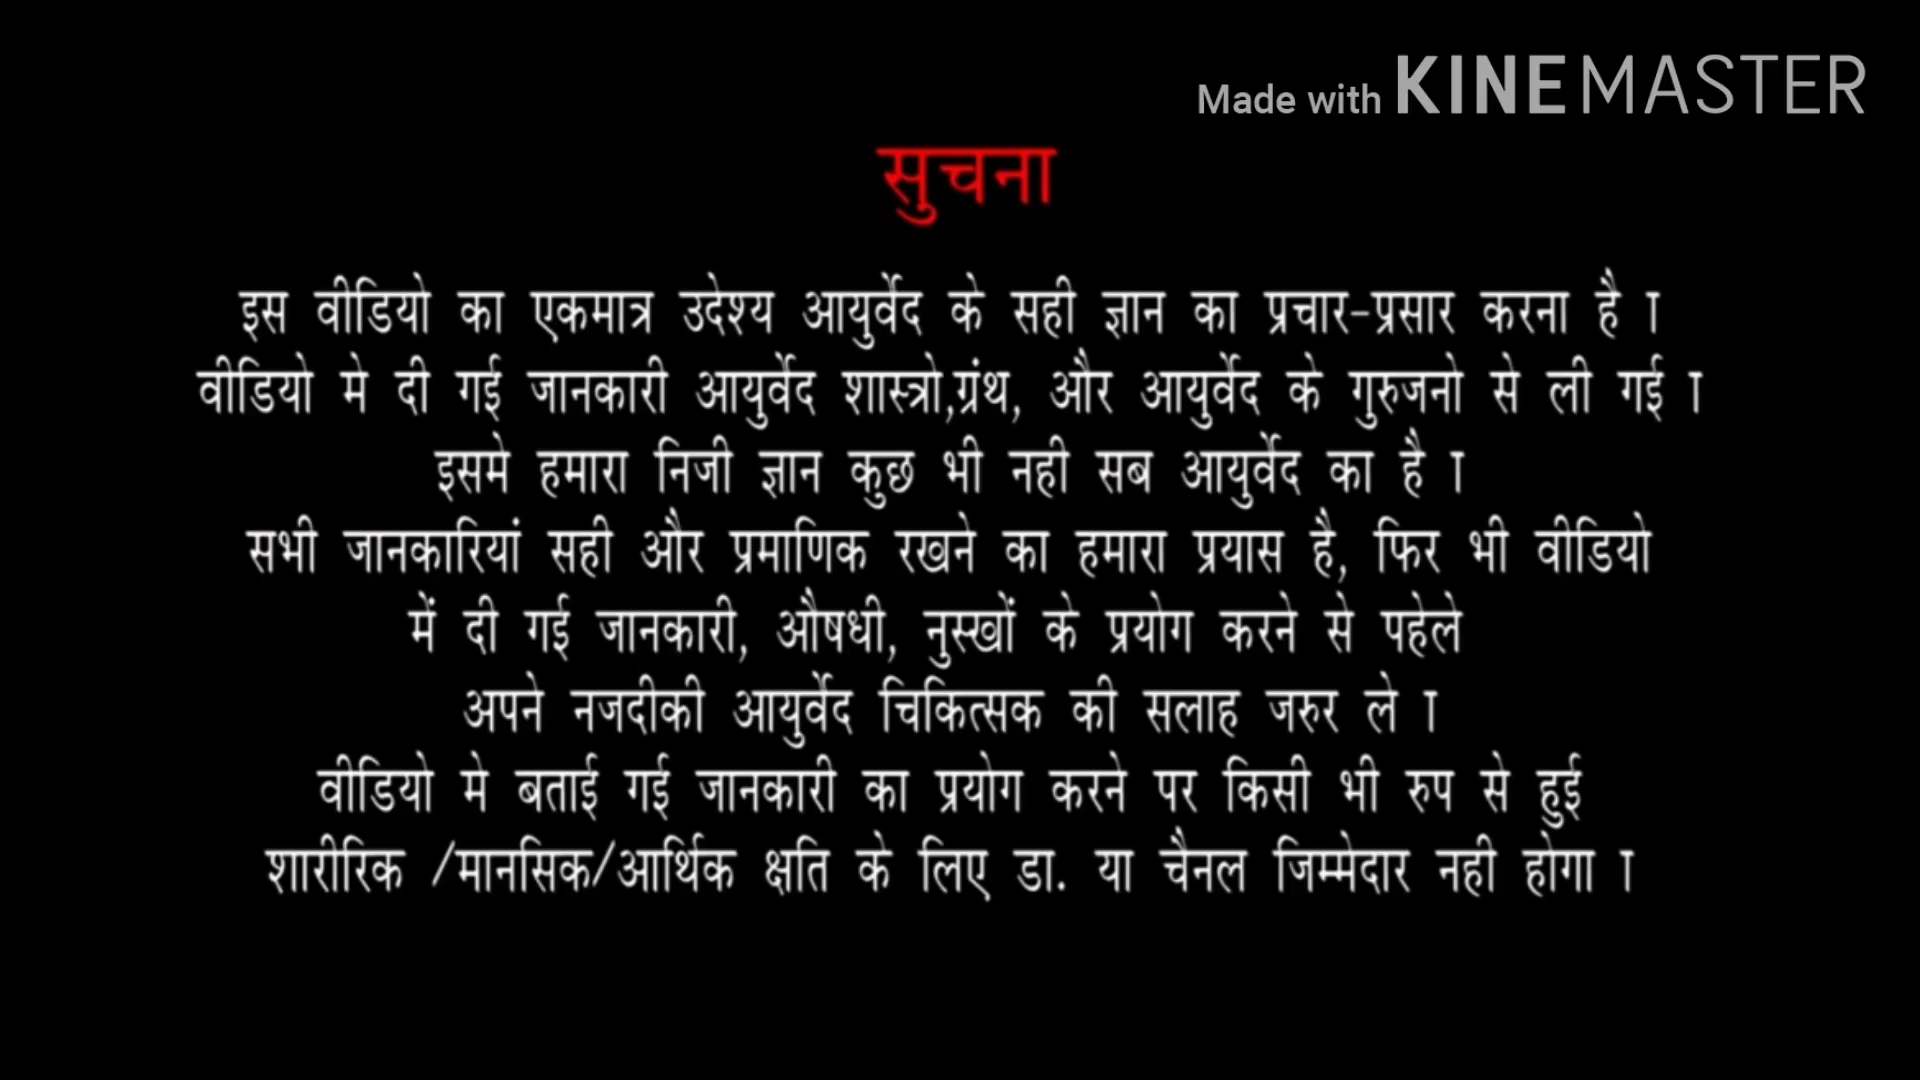 Made with KINEMASTER
सुचना
इस वीडियो का एकमात्र उदेश्य आयुर्वेद के सही ज्ञान का प्रचार-प्रसार करना है ा
वीडियो मे दी गई जानकारी आयुर्वेद शास्त्रो,ग्रंथ, और आयुर्वेद के गुरुजनो से ली गई ा
इसमे हमारा निजी ज्ञान कुछ भी नही सब आयुर्वेद का है ा
सभी जानकारियां सही और प्रमाणिक रखने का हमारा प्रयास है, फिर भी वीडियो
में दी गई जानकारी, औषधी, नुस्खों के प्रयोग करने से पहेले
अपने नजदीकी आयुर्वेद चिकित्सक की सलाह जरुर ले ा
वीडियो मे बताई गई जानकारी का प्रयोग करने पर किसी भी रुप से हुई
शारीरिक /मानसिक/आर्थिक क्षति के लिए डा. या चैनल जिम्मेदार नही होगा ा